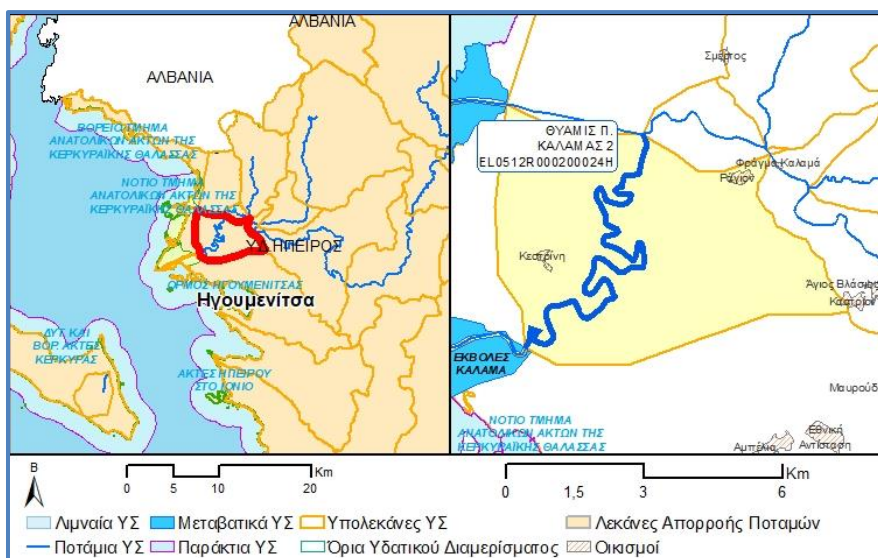 ΑΛΒΑΝΙΑ
ΑΛΒΑΝΙΑ
ΒΟΡΕΙΟ ΤΜΗΜΑ
ΑΝΑΤΟΛΙΚΩΝ ΑΚΤΩΝ ΤΗΣ
ΚΕΡΚΥΡΑΪΚΗΣ ΘΑΛΑΣΣΑΣ
ΝΟΤΙΟ ΤΜΗΜΑ
ΑΝΑΤΟΛΙΚΩΝ ΑΚΤΩΝ ΤΗΣ
ΚΕΡΚΥΡΑΪΚΗΣ ΘΑΛΑΣΣΑΣ
ΥΔ ΗΠΕΙΡΟΣ
ΟΡΜΟΣ ΗΓΟΥΜΕΝΙΤΣΑΣ
Ηγουμενίτσα
ΔΥΤ. ΚΑΙ
ΒΟΡ. ΑΚΤΕΣ
ΚΕΡΚΥΡΑΣ
ΑΚΤΕΣ ΗΠΕΙΡΟΥ
ΣΤΟ ΙΟΝΙΟ
Σμέρτος
ΘΥΑΜΙΣ Π.
ΚΑΛΑΜΑΣ 2
EL0512R000200024H
Φράγμα Καλαμά
Ράγιον
Κεστρίνη
Άγιος Βλάσιος
Καστρίον
ΕΚΒΟΛΕΣ
ΚΑΛΑΜΑ
Μαυρούδ
ΝΟΤΙΟ ΤΜΗΜΑ
ΑΝΑΤΟΛΙΚΩΝ ΑΚΤΩΝ ΤΗΣ
ΚΕΡΚΥΡΑΪΚΗΣ ΘΑΛΑΣΣΑΣ
Εθνική
Αντίσταση
Αμπέλια
Β
Km
0 5 10 20
Km
0 1,5 3 6
Λιμναία ΥΣ Μεταβατικά ΥΣ Υπολεκάνες ΥΣ Λεκάνες Απορροής Ποταμών
Ποτάμια ΥΣ Παράκτια ΥΣ Όρια Υδατικού Διαμερίσματος Οικισμοί